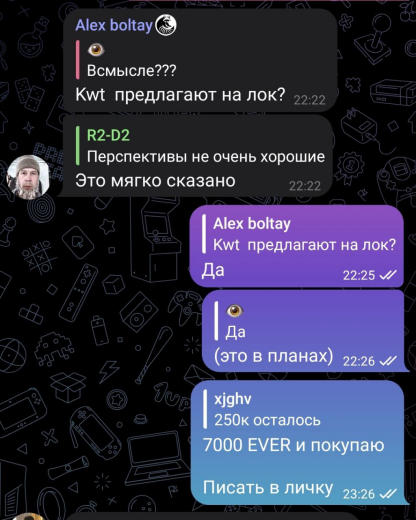 Alex boltay
👁
Всмысле???
Kwt предлагают на лок? 22:22
R2-D2
Перспективы не очень хорошие
Это мягко сказано 22:22
Alex boltay
Kwt предлагают на лок?
Да 22:25
👁
Да
(это в планах) 22:26
xjghv
250к осталось
7000 EVER и покупаю
Писать в личку 23:26